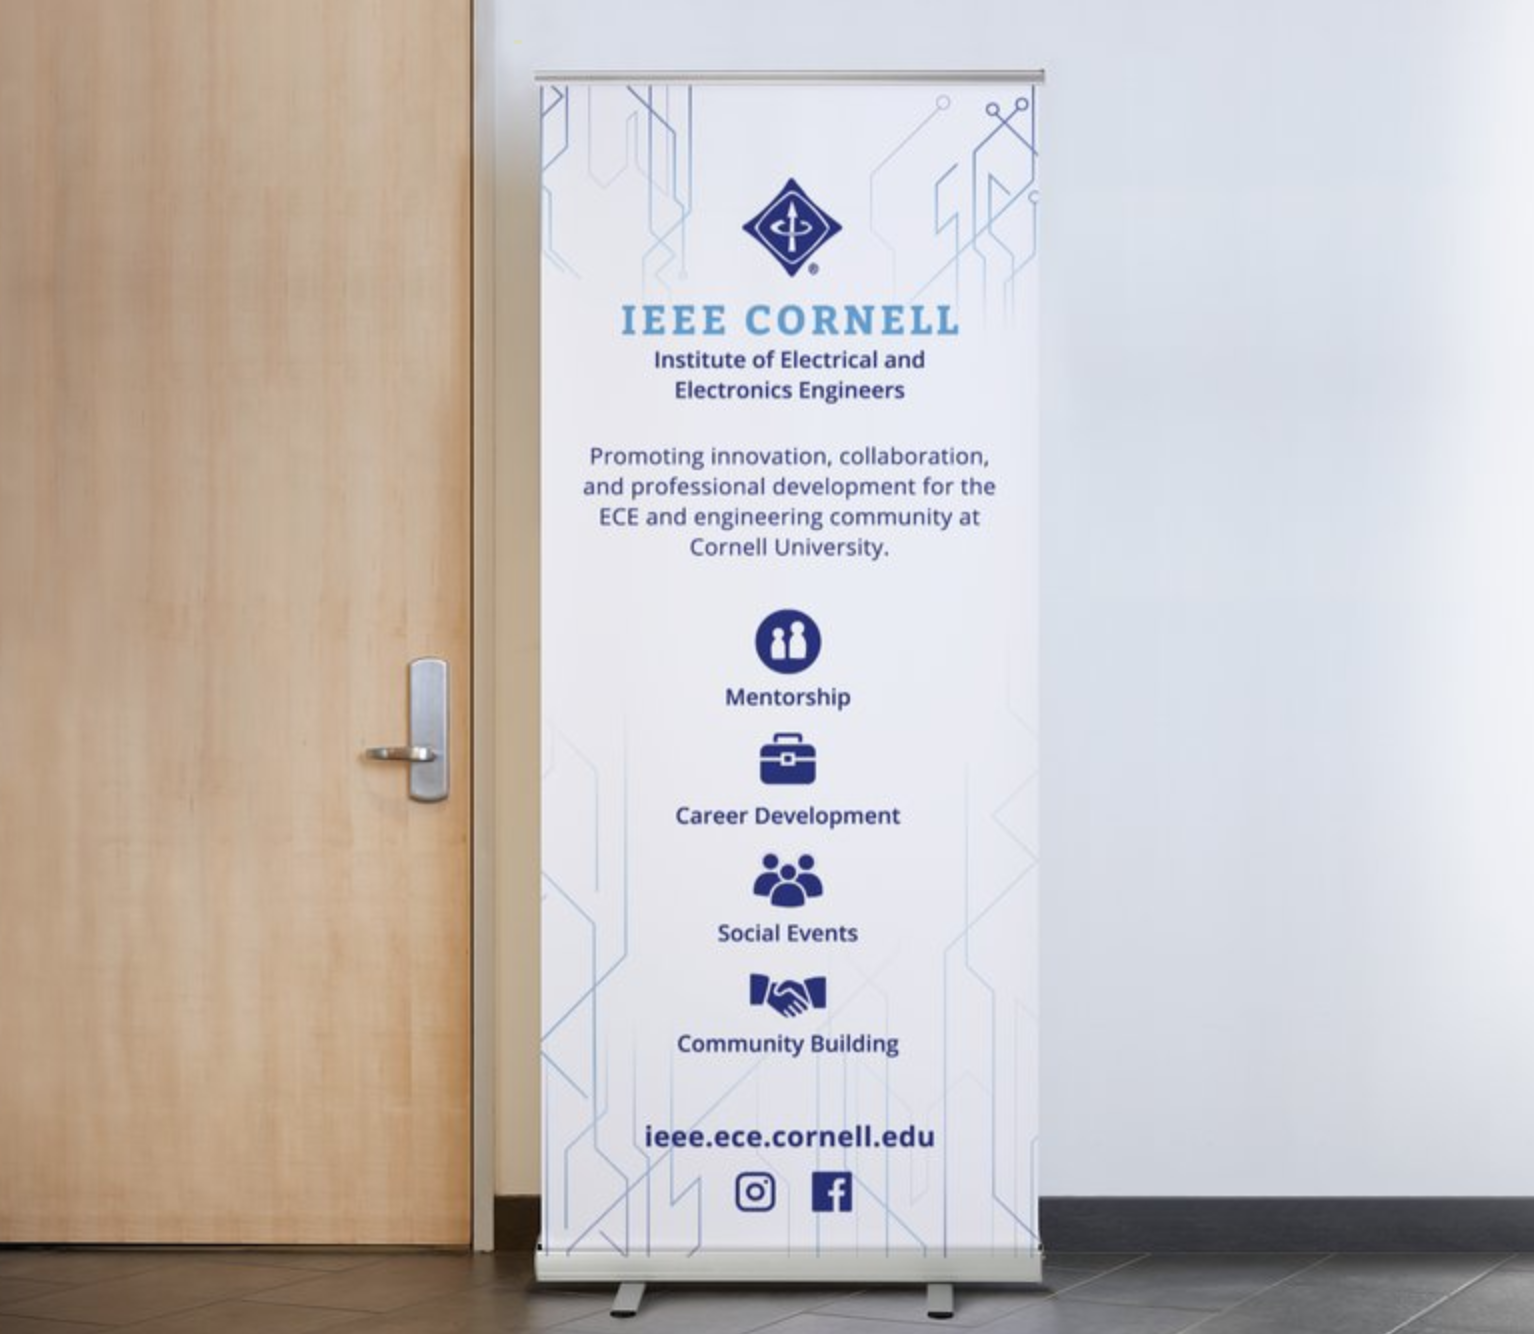 IEEE CORNELL
Institute of Electrical and
Electronics Engineers
Promoting innovation, collaboration,
and professional development for the
ECE and engineering community at
Cornell University.
Mentorship
Career Development
Social Events
Community Building
ieee.ece.cornell.edu